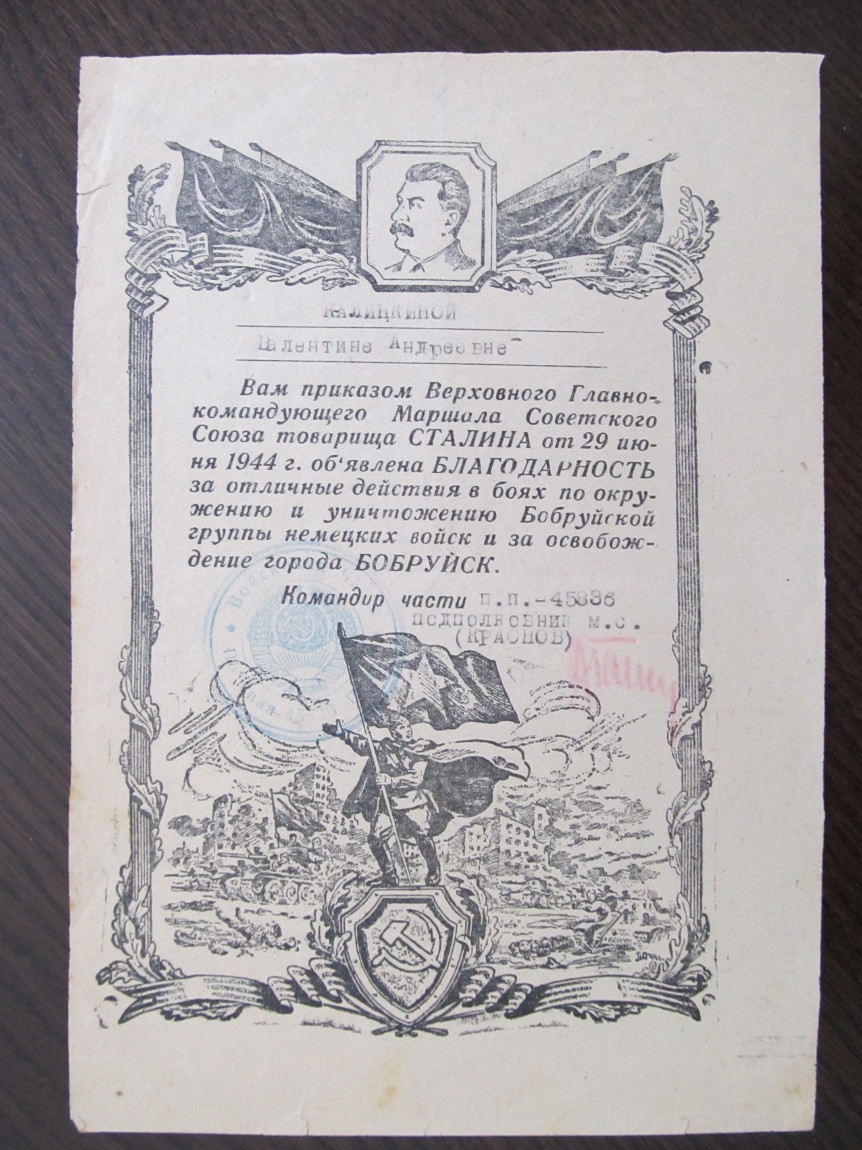 КАЛИЦКИНОЙ
Валентине Андреевне
Вам приказом Верховного Главно-
командующего Маршала Советского
Союза товарища СТАЛИНА от 29 ию-
ня 1944 г. об‘явлена БЛАГОДАРНОСТЬ
за отличные действия в боях по окру-
жению и уничтожению Бобруйской
группы немецких войск и за освобож-
дение города БОБРУЙСК.
Командир части П.П.-45836
ПОДПОЛКОВНИК М.С.
(КРАСНОВ)